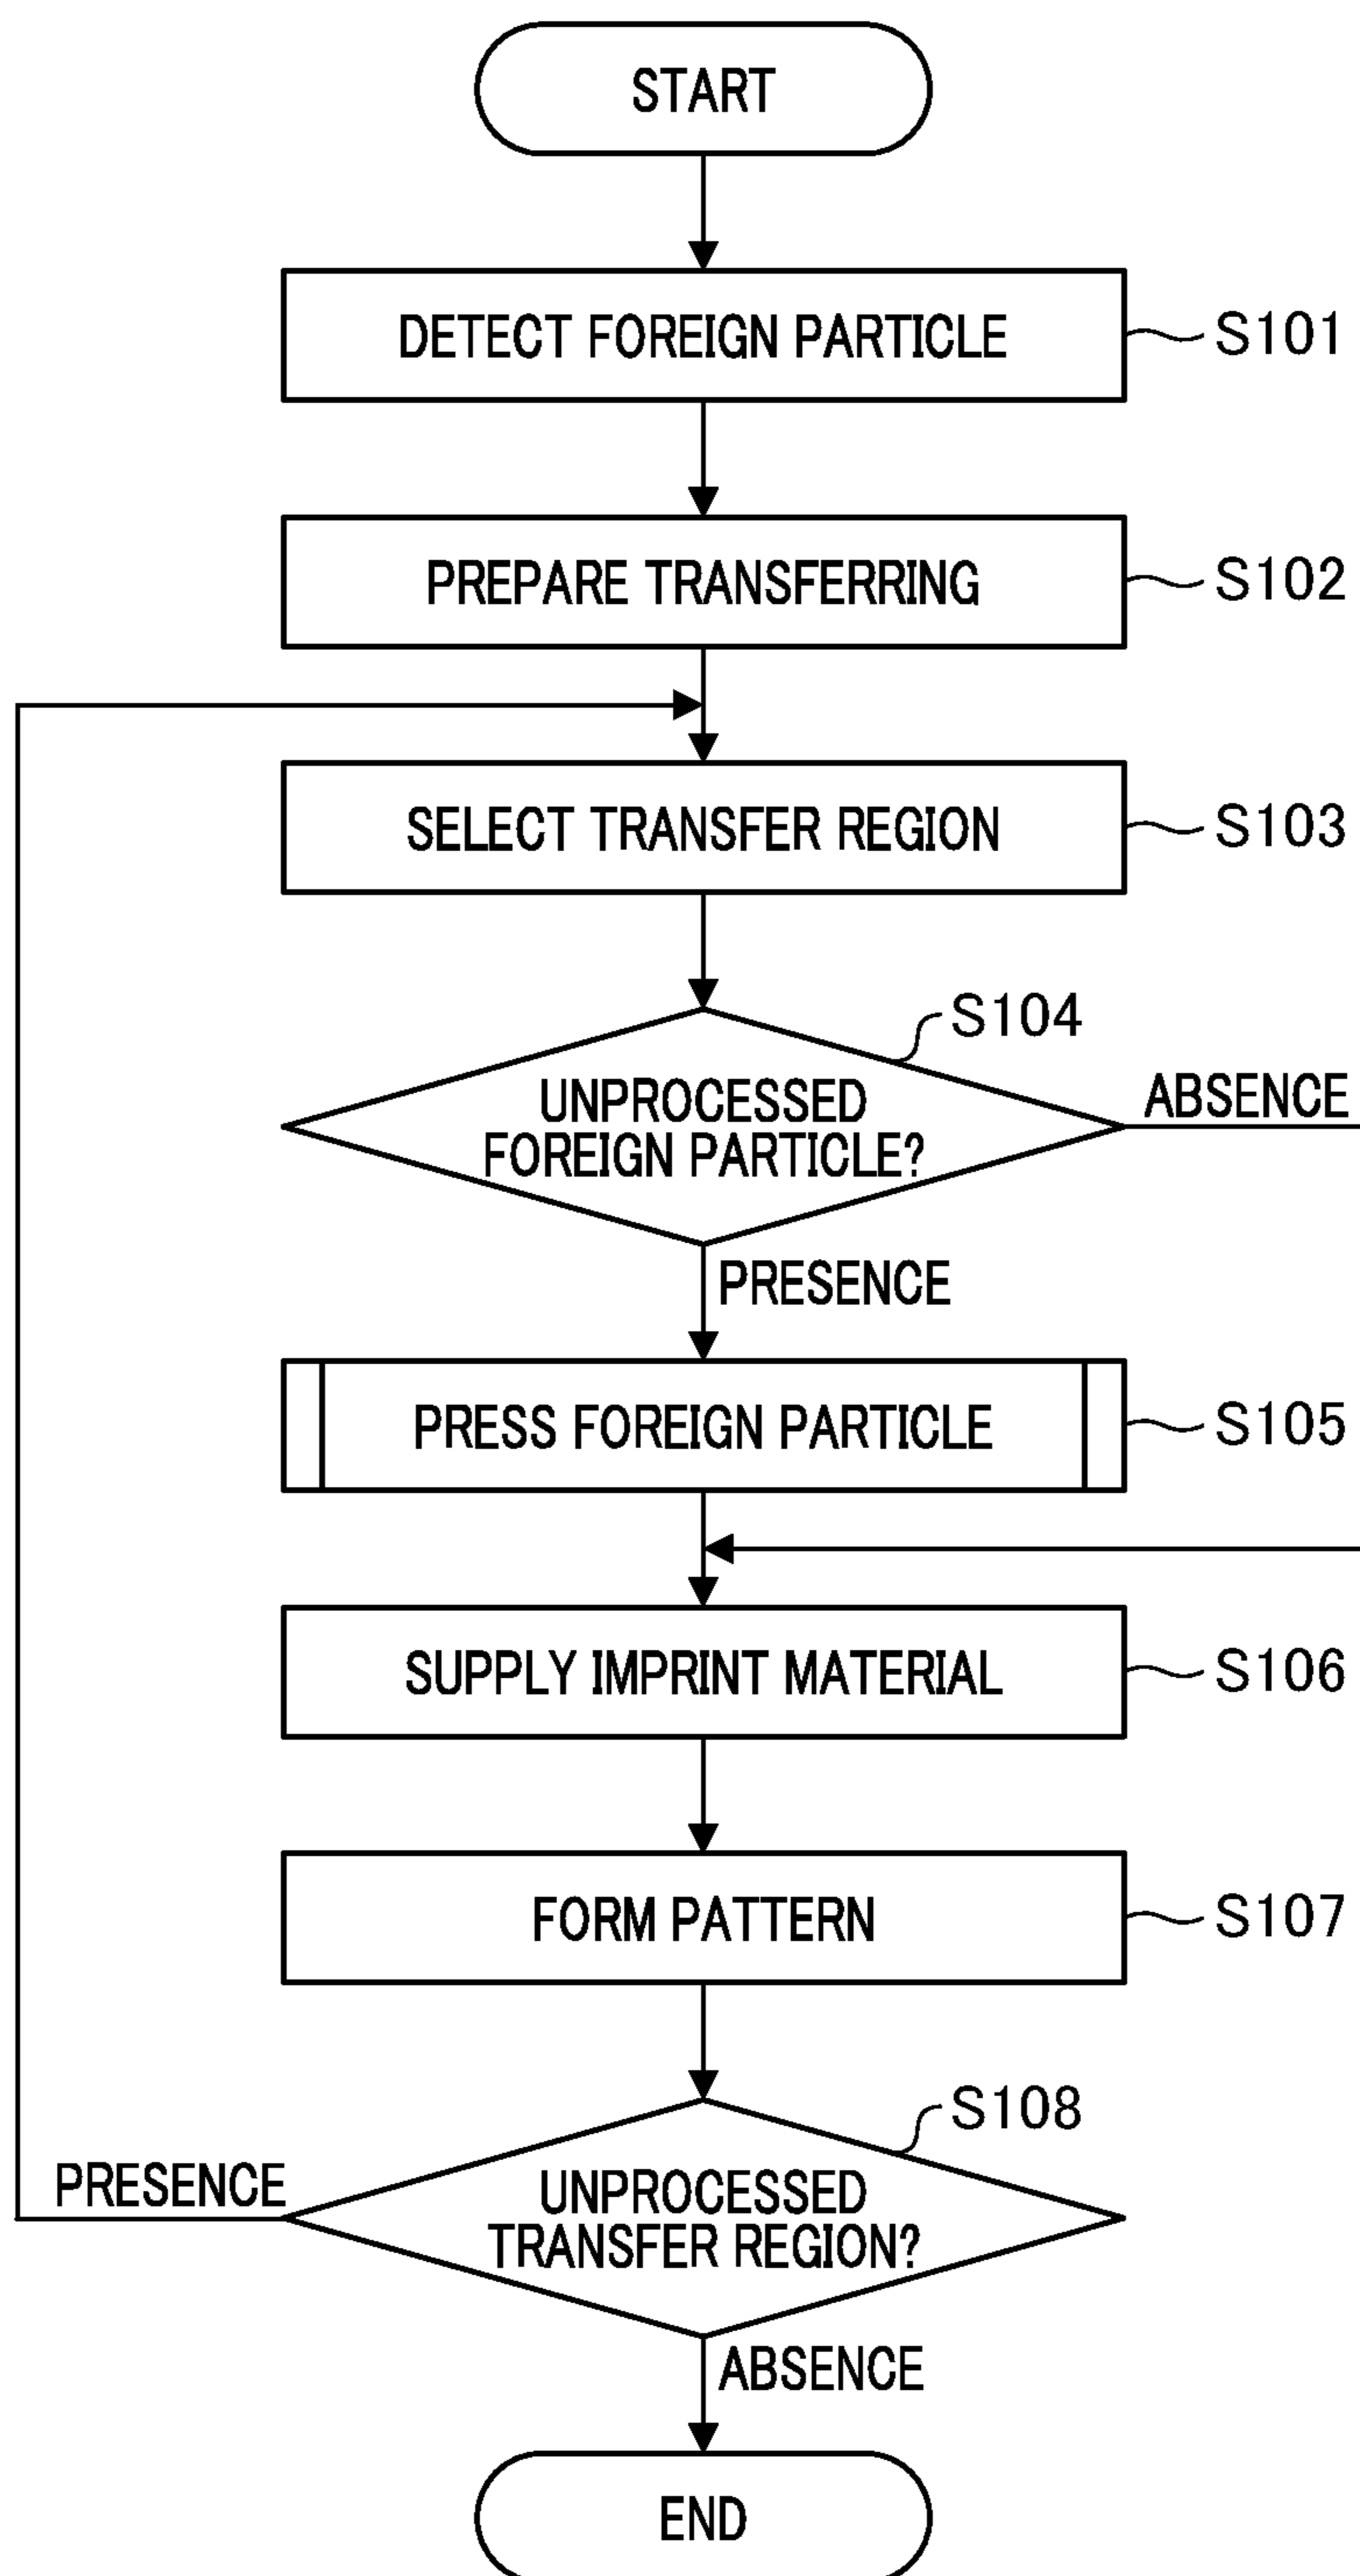 START
DETECT FOREIGN PARTICLE
S101
PREPARE TRANSFERRING
S102
SELECT TRANSFER REGION
S103
S104
UNPROCESSED
FOREIGN PARTICLE?
ABSENCE
PRESENCE
PRESS FOREIGN PARTICLE
S105
SUPPLY IMPRINT MATERIAL
S106
FORM PATTERN
S107
S108
PRESENCE
UNPROCESSED
TRANSFER REGION?
ABSENCE
END